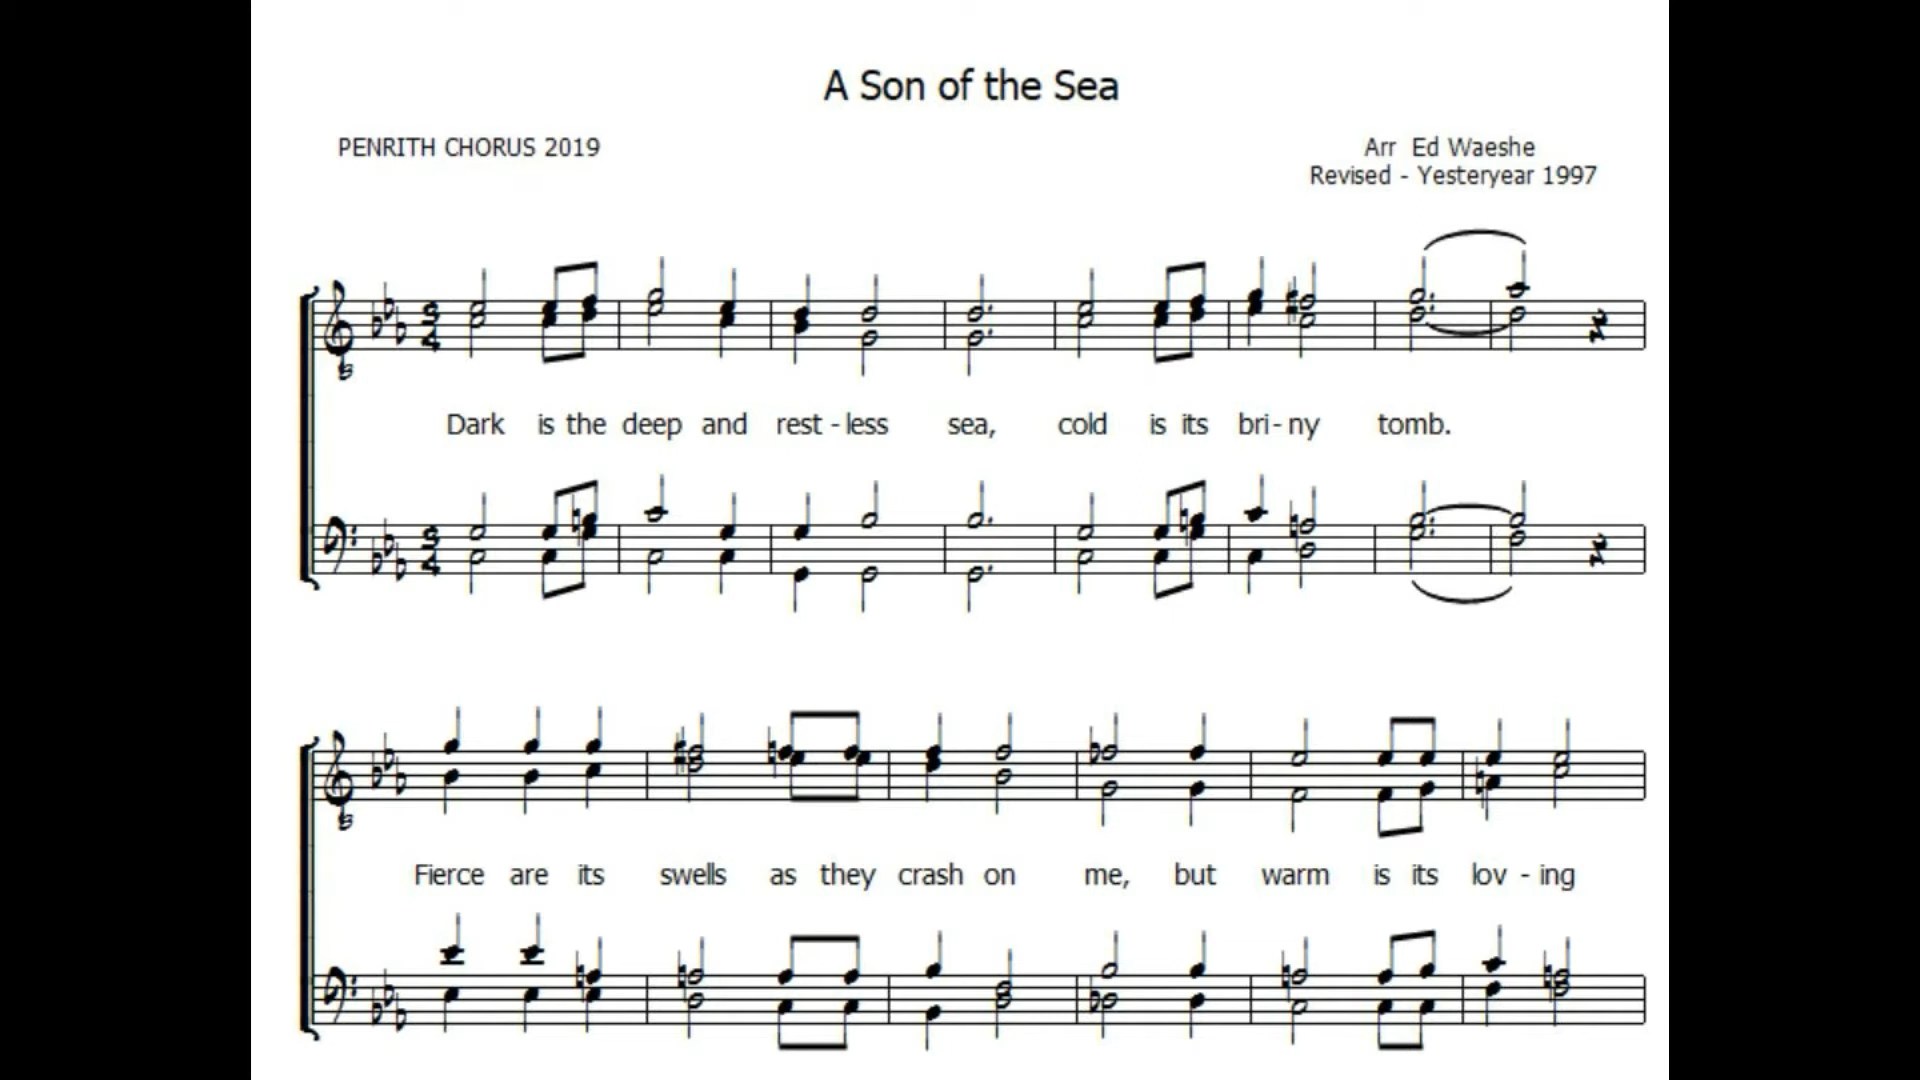 A Son of the Sea
PENRITH CHORUS 2019
Arr Ed Waeshe
Revised - Yesteryear 1997
Dark is the deep and rest - less sea, cold is its bri - ny tomb.
Fierce are its swells as they crash on me, but warm is its lov - ing